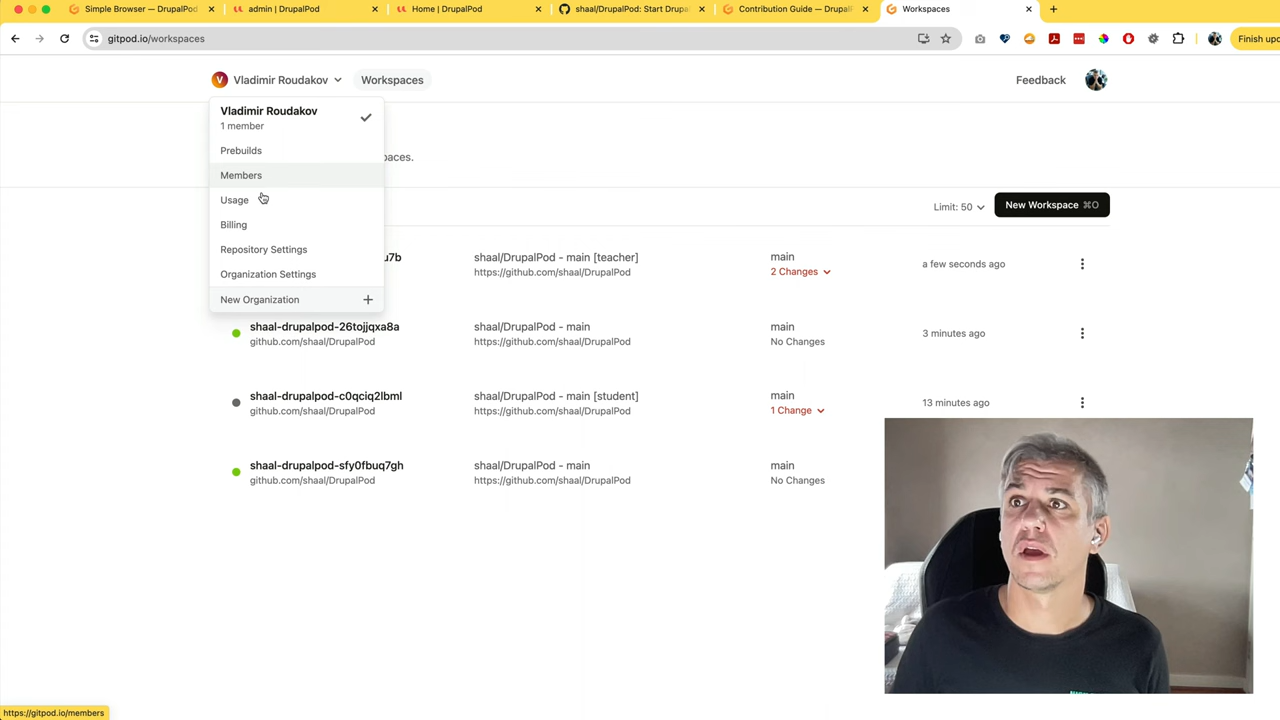 Simple Browser — DrupalPod
admin | DrupalPod
Home | DrupalPod
shaal/DrupalPod: Start Drupa
Contribution Guide — DrupalP
Workspaces
gitpod.io/workspaces
Finish upd
V Vladimir Roudakov
Workspaces
Feedback
Vladimir Roudakov
1 member
Prebuilds
paces.
Members
Usage
Limit: 50
New Workspace ⌘O
Billing
Repository Settings
Organization Settings
New Organization
u7b
shaal/DrupalPod - main [teacher]
https://github.com/shaal/DrupalPod
main
2 Changes
a few seconds ago
shaal-drupalpod-26tojjqxa8a
github.com/shaal/DrupalPod
shaal/DrupalPod - main
https://github.com/shaal/DrupalPod
main
No Changes
3 minutes ago
shaal-drupalpod-c0qciq2lbml
github.com/shaal/DrupalPod
shaal/DrupalPod - main [student]
https://github.com/shaal/DrupalPod
main
1 Change
13 minutes ago
shaal-drupalpod-sfy0fbuq7gh
github.com/shaal/DrupalPod
shaal/DrupalPod - main
https://github.com/shaal/DrupalPod
main
No Changes
https://gitpod.io/members